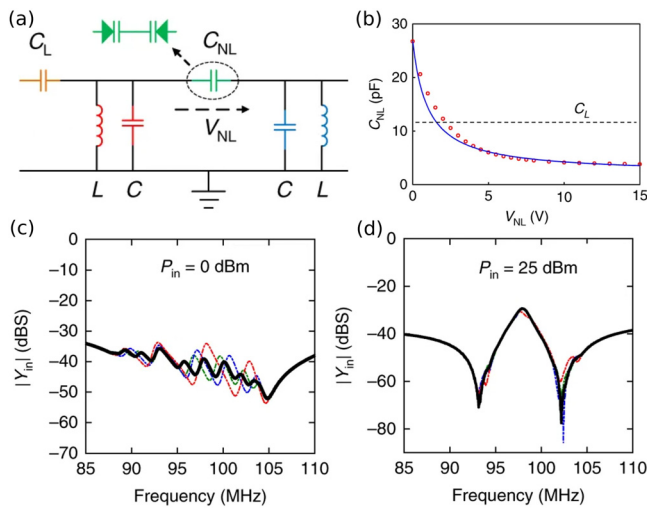 (a)
C_L
C_NL
V_NL
L C C L
(b)
30
20
10
0
C_NL (pF)
C_L
0 5 10 15
V_NL (V)
(c)
0
−10
−20
−30
−40
−50
−60
−70
|Y_in| (dBS)
P_in = 0 dBm
85 90 95 100 105 110
Frequency (MHz)
(d)
0
−20
−40
−60
−80
|Y_in| (dBS)
P_in = 25 dBm
85 90 95 100 105 110
Frequency (MHz)